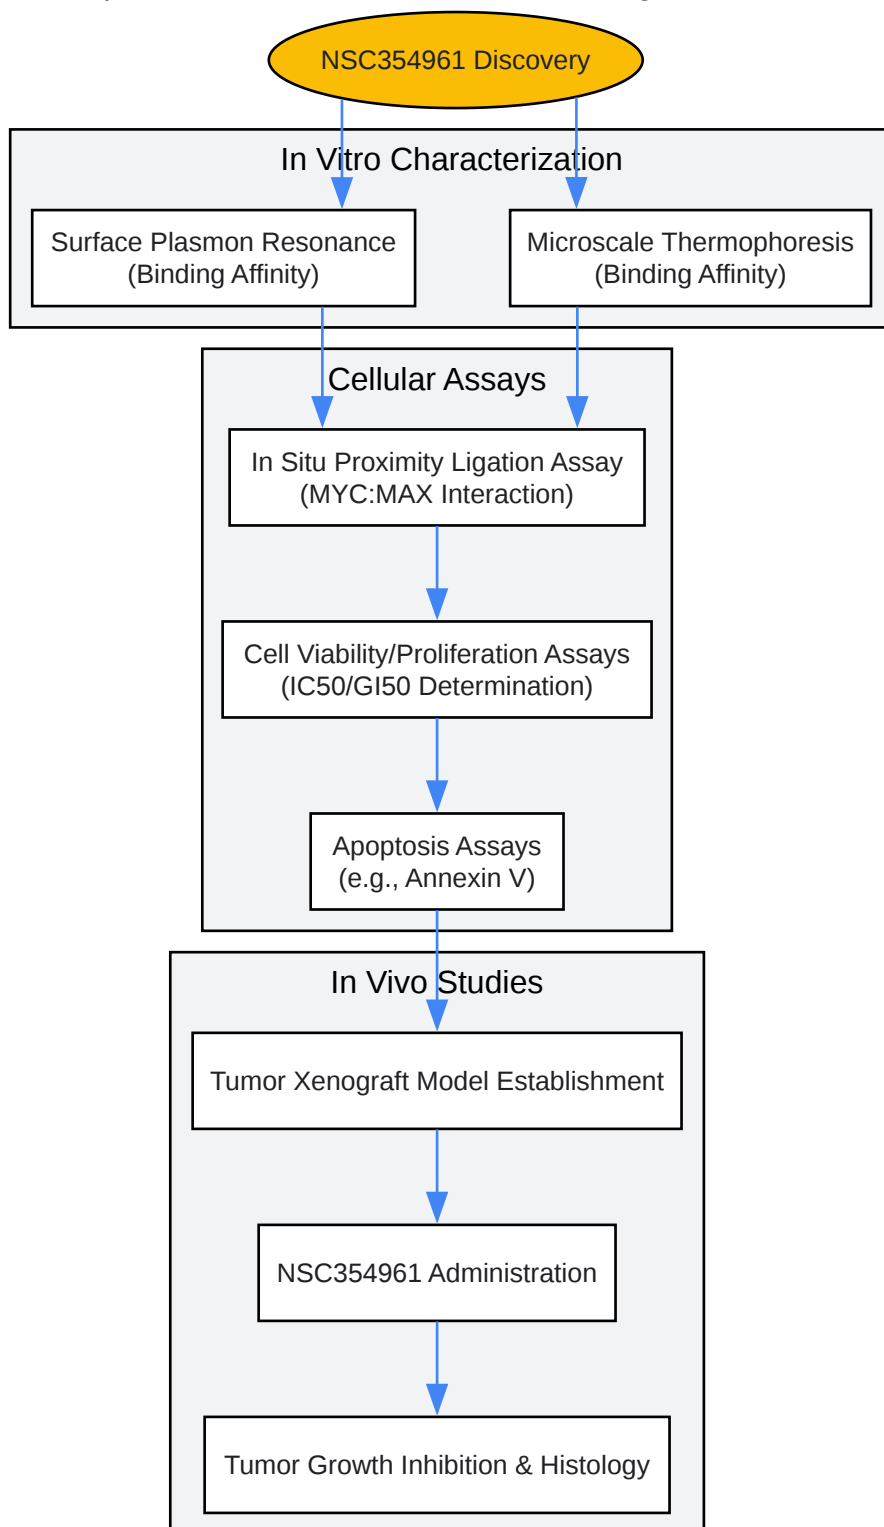 NSC354961 Discovery
In Vitro Characterization
Surface Plasmon Resonance
(Binding Affinity)
Microscale Thermophoresis
(Binding Affinity)
Cellular Assays
In Situ Proximity Ligation Assay
(MYC:MAX Interaction)
Cell Viability/Proliferation Assays
(IC50/GI50 Determination)
Apoptosis Assays
(e.g., Annexin V)
In Vivo Studies
Tumor Xenograft Model Establishment
NSC354961 Administration
Tumor Growth Inhibition & Histology